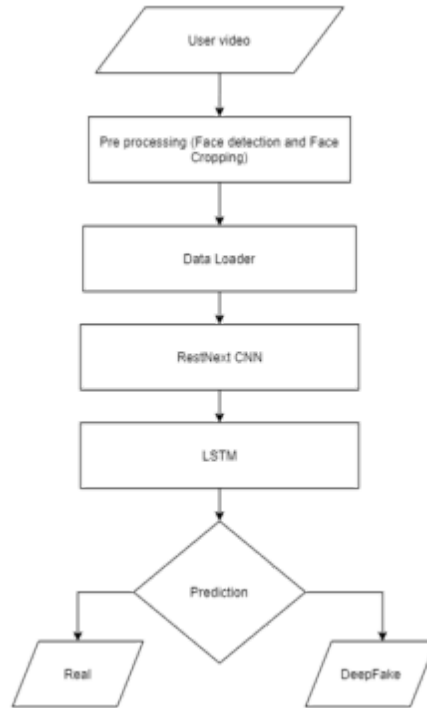 User video
Pre processing (Face detection and Face
Cropping)
Data Loader
RestNext CNN
LSTM
Prediction
Real
DeepFake